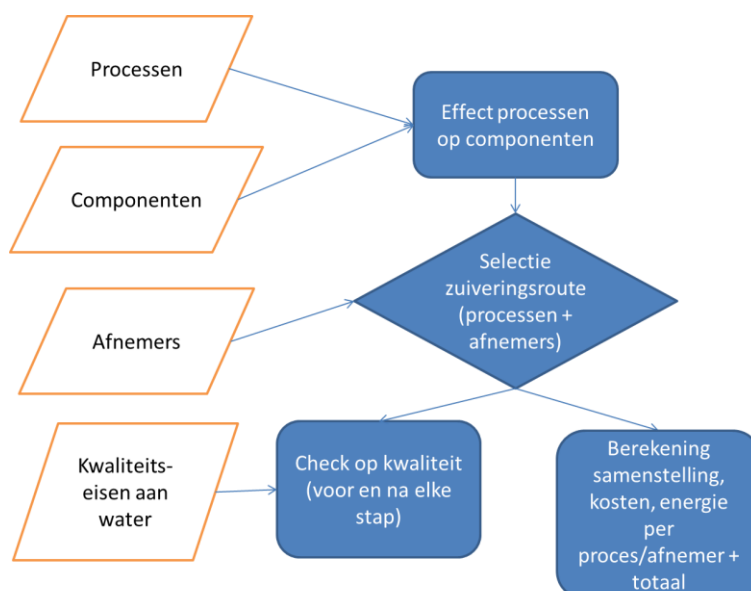 Processen
Effect processen
op componenten
Componenten
Selectie
zuiveringsroute
(processen +
afnemers)
Afnemers
Kwaliteits-
eisen aan
water
Check op kwaliteit
(voor en na elke
stap)
Berekening
samenstelling,
kosten, energie
per
proces/afnemer +
totaal